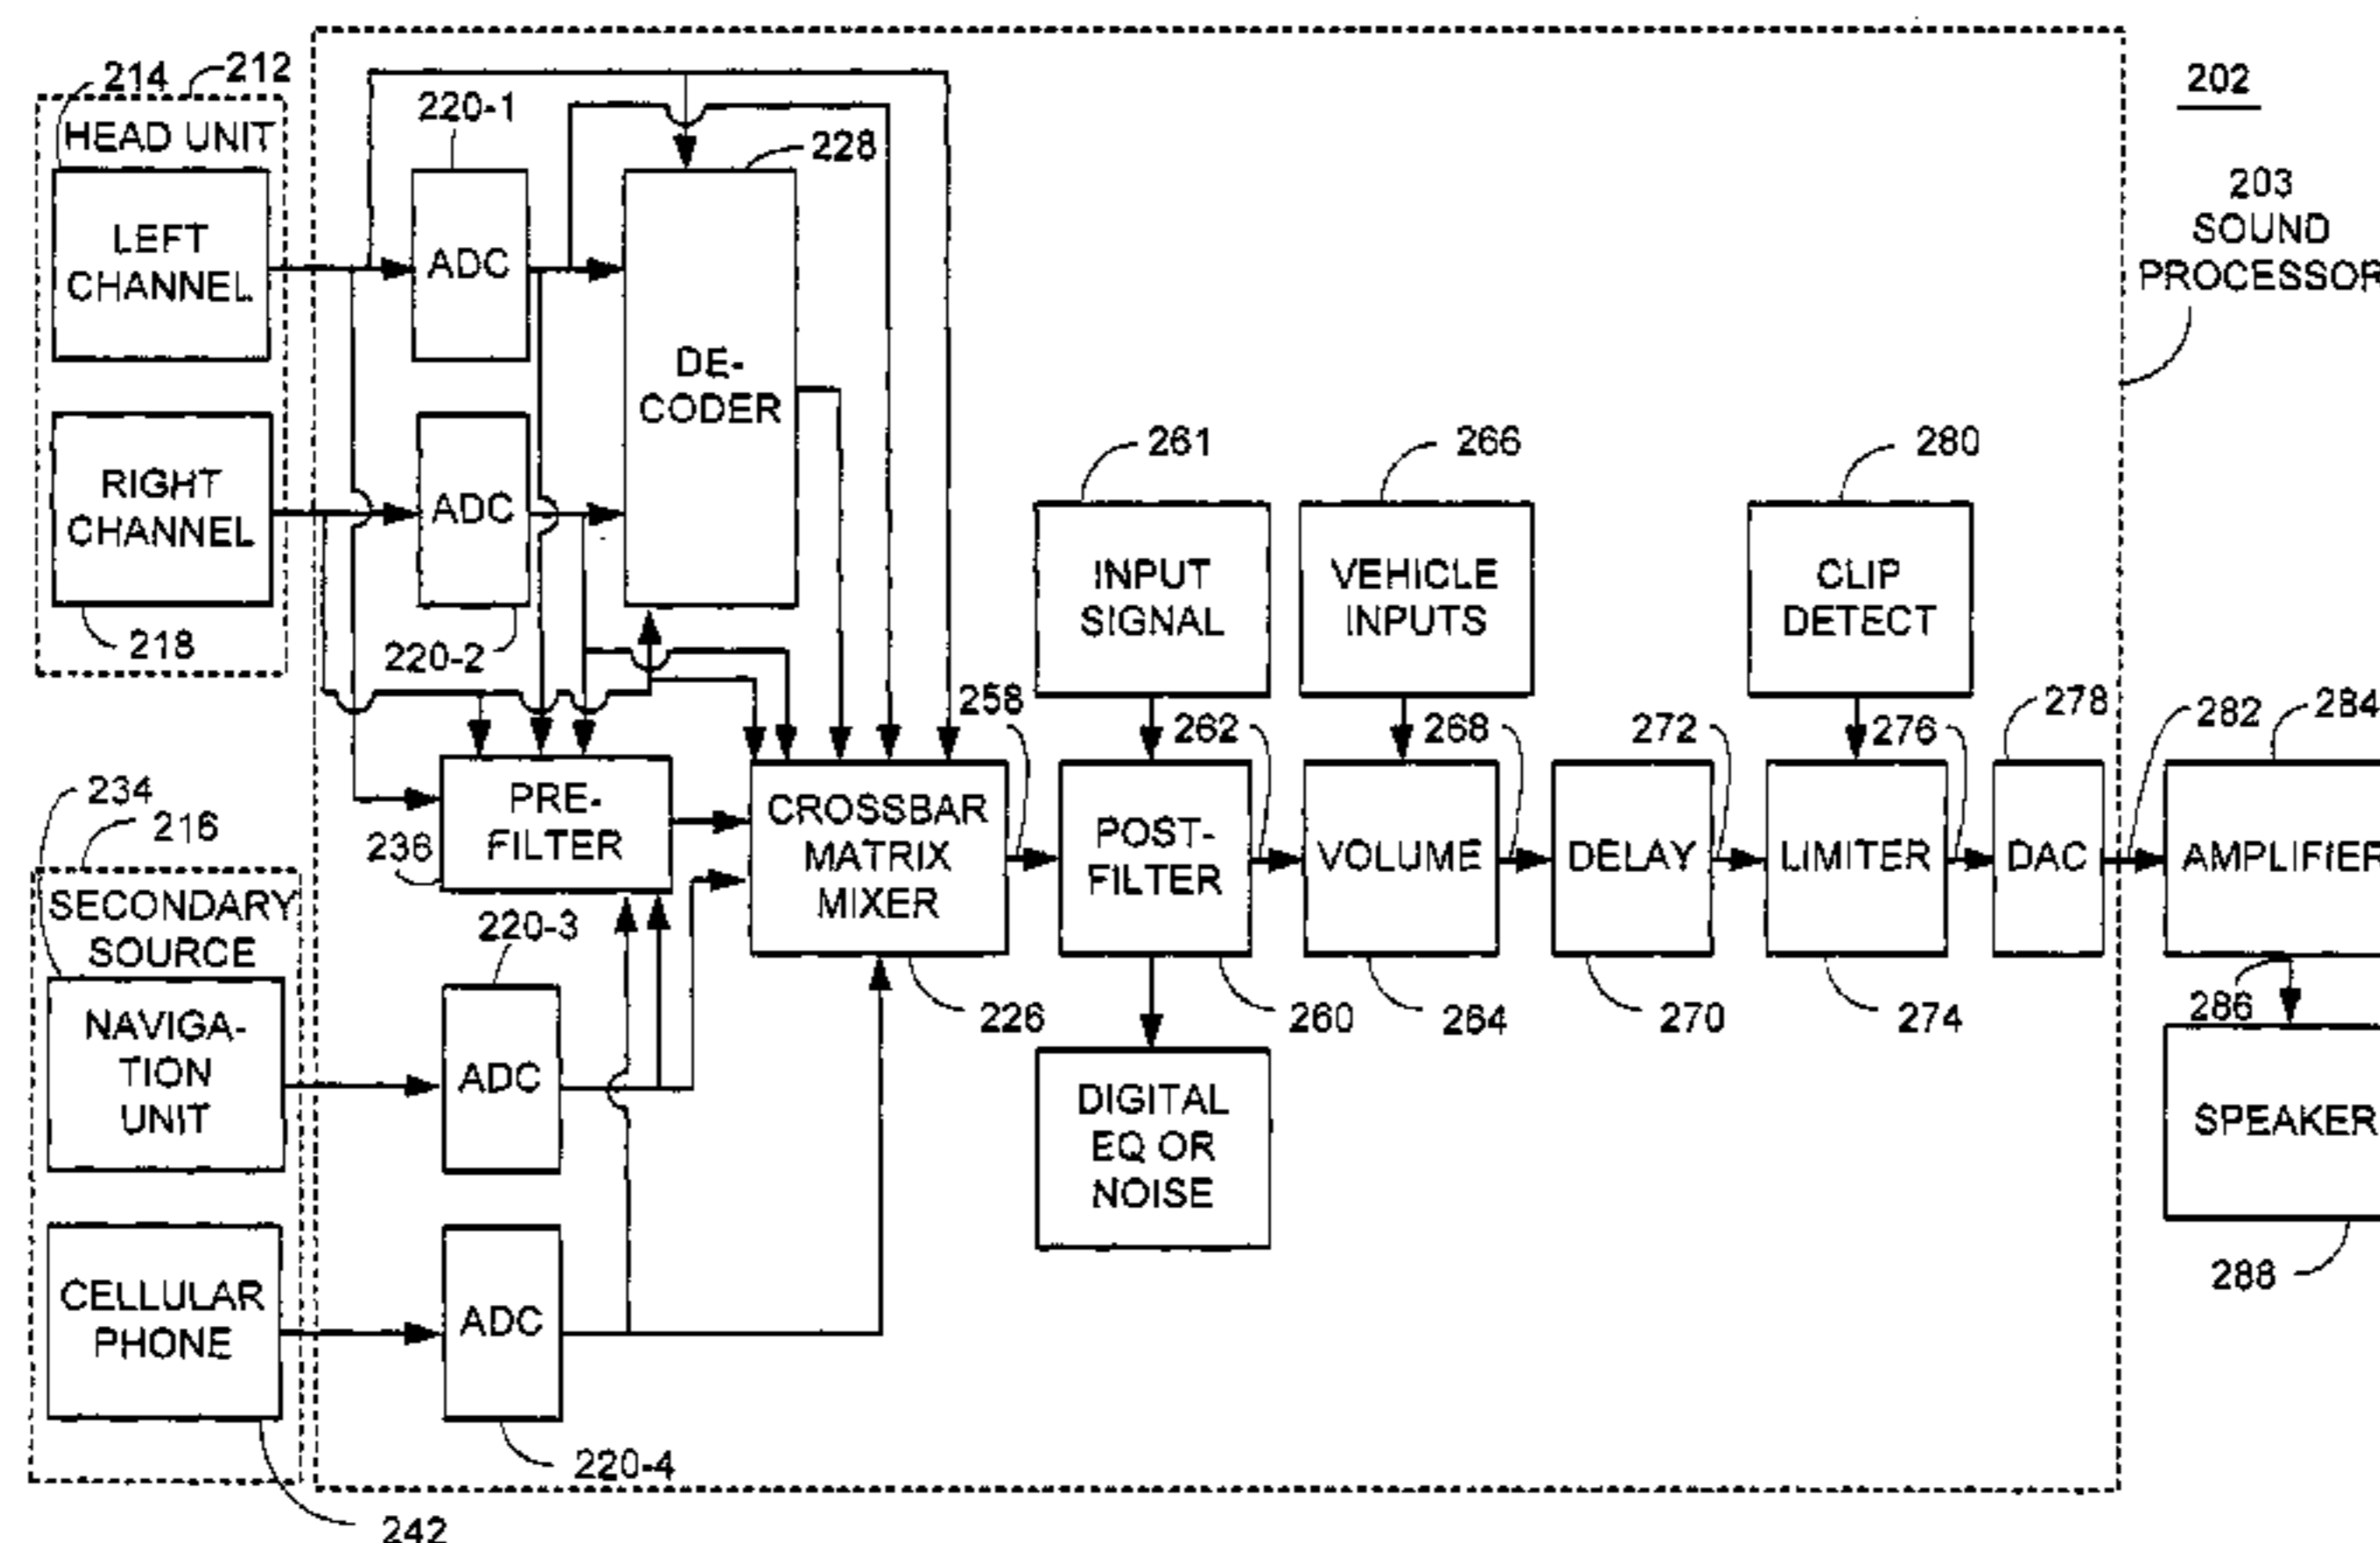 202
203
SOUND
PROCESSOR
214
212
HEAD UNIT
LEFT
CHANNEL
RIGHT
CHANNEL
218
220-1
ADC
ADC
220-2
228
DE-
CODER
234
216
SECONDARY
SOURCE
NAVIGA-
TION
UNIT
CELLULAR
PHONE
242
236
PRE-
FILTER
220-3
ADC
ADC
220-4
CROSSBAR
MATRIX
MIXER
226
258
261
INPUT
SIGNAL
POST-
FILTER
260
DIGITAL
EQ OR
NOISE
262
266
VEHICLE
INPUTS
VOLUME
264
268
DELAY
270
272
280
CLIP
DETECT
LIMITER
274
276
278
DAC
282
284
AMPLIFIER
286
SPEAKER
288